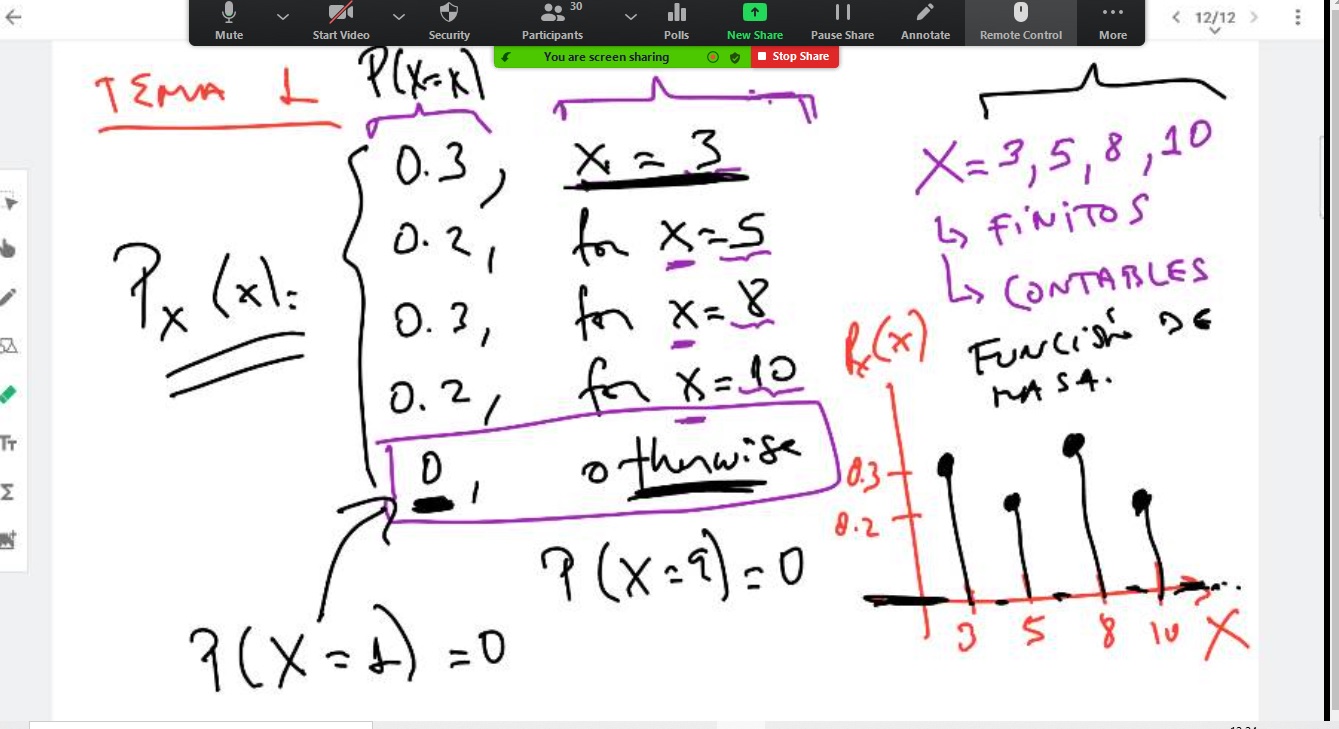 30
12/12
Mute
Start Video
Security
Participants
Polls
New Share
Pause Share
Annotate
Remote Control
More
You are screen sharing
Stop Share
TEMA 1
P(X=x)
Px(x)=
0.3, x = 3
0.2, for x=5
0.3, for x=8
0.2, for x=10
0, otherwise
P(X=9)=0
P(X=1)=0
X=3,5,8,10
↳ FINITOS
↳ CONTABLES
FUNCIÓN DE
MASA.
Px(x)
0.3
0.2
3 5 8 10 X
Tт
Σ